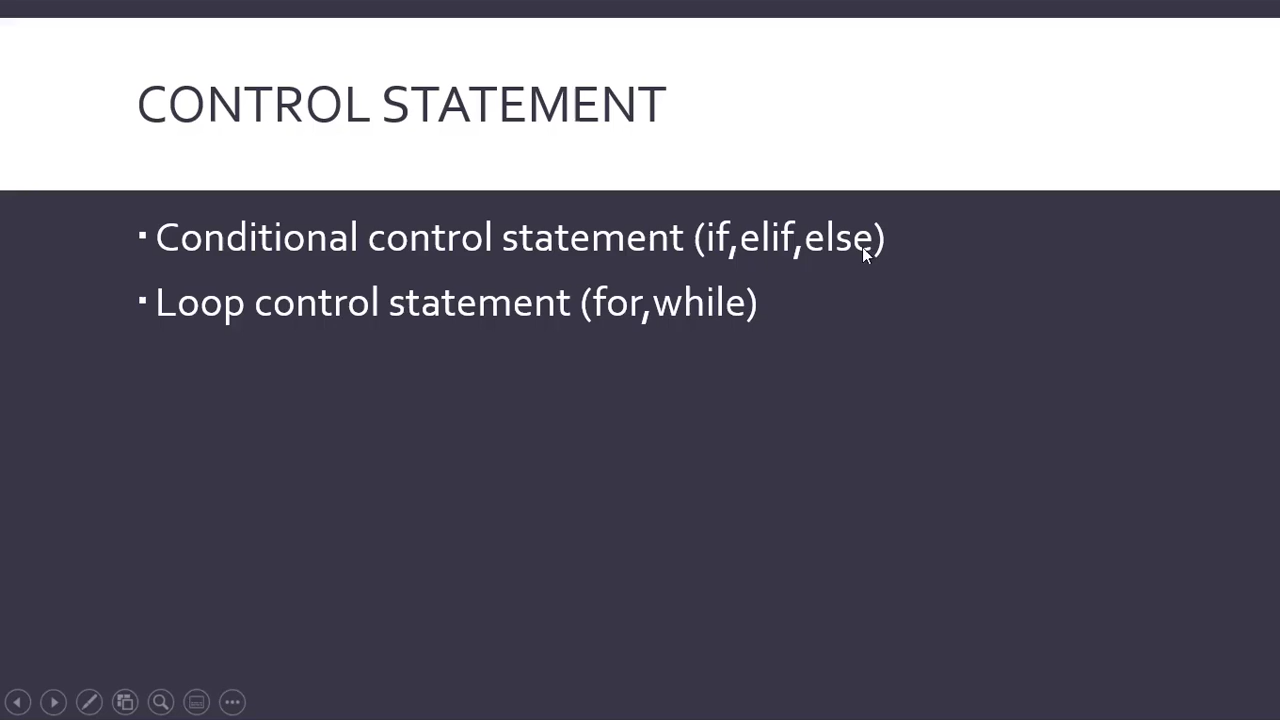 CONTROL STATEMENT
▪ Conditional control statement (if,elif,else)
▪ Loop control statement (for,while)